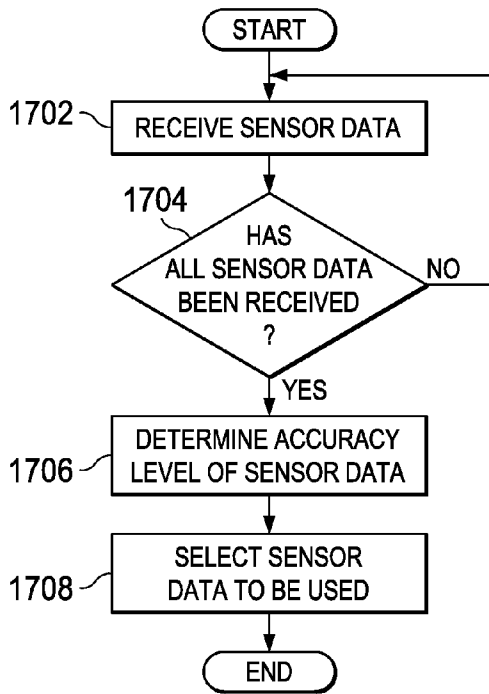 START
1702
RECEIVE SENSOR DATA
1704
HAS
ALL SENSOR DATA
BEEN RECEIVED
?
NO
YES
1706
DETERMINE ACCURACY
LEVEL OF SENSOR DATA
1708
SELECT SENSOR
DATA TO BE USED
END